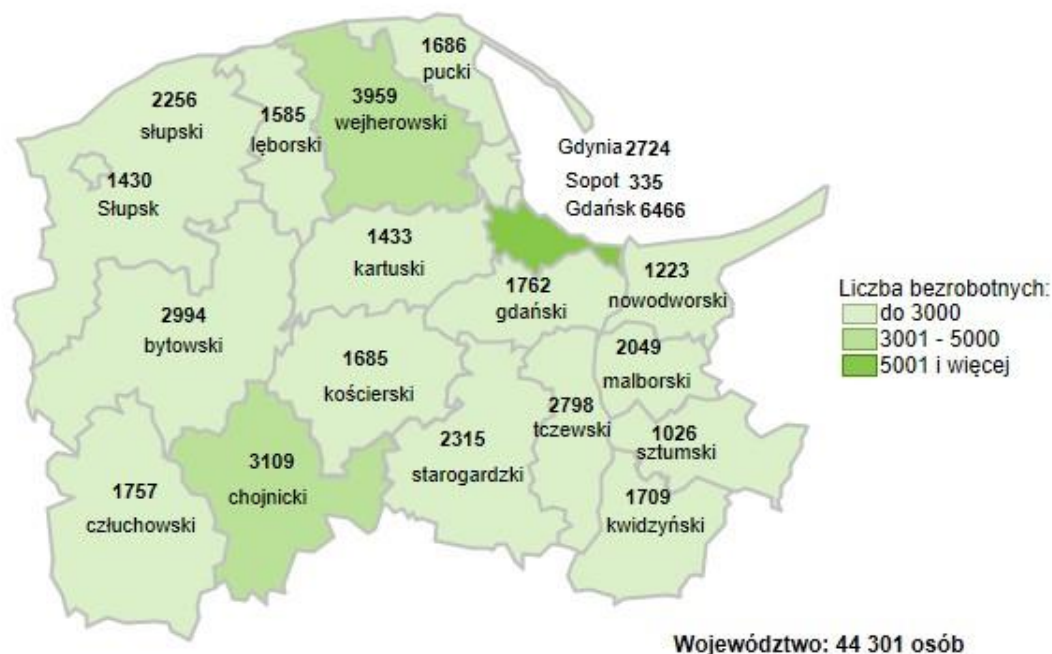 1686
pucki
3959
wejherowski
2256
słupski
1585
lęborski
Gdynia 2724
Sopot 335
Gdańsk 6466
1430
Słupsk
1433
kartuski
1762
gdański
1223
nowodworski
Liczba bezrobotnych:
do 3000
3001 - 5000
5001 i więcej
2994
bytowski
1685
kościerski
2049
malborski
2798
tczewski
2315
starogardzki
1026
sztumski
3109
chojnicki
1757
człuchowski
1709
kwidzyński
Województwo: 44 301 osób